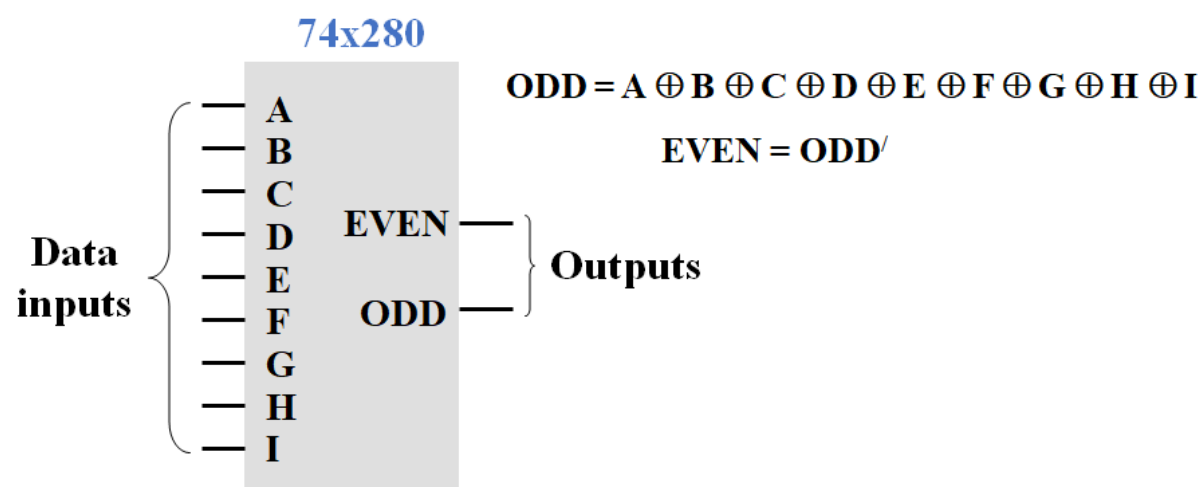 74x280
ODD = A ⊕ B ⊕ C ⊕ D ⊕ E ⊕ F ⊕ G ⊕ H ⊕ I
EVEN = ODD/
Data
inputs
A
B
C
D
E
F
G
H
I
EVEN
ODD
Outputs